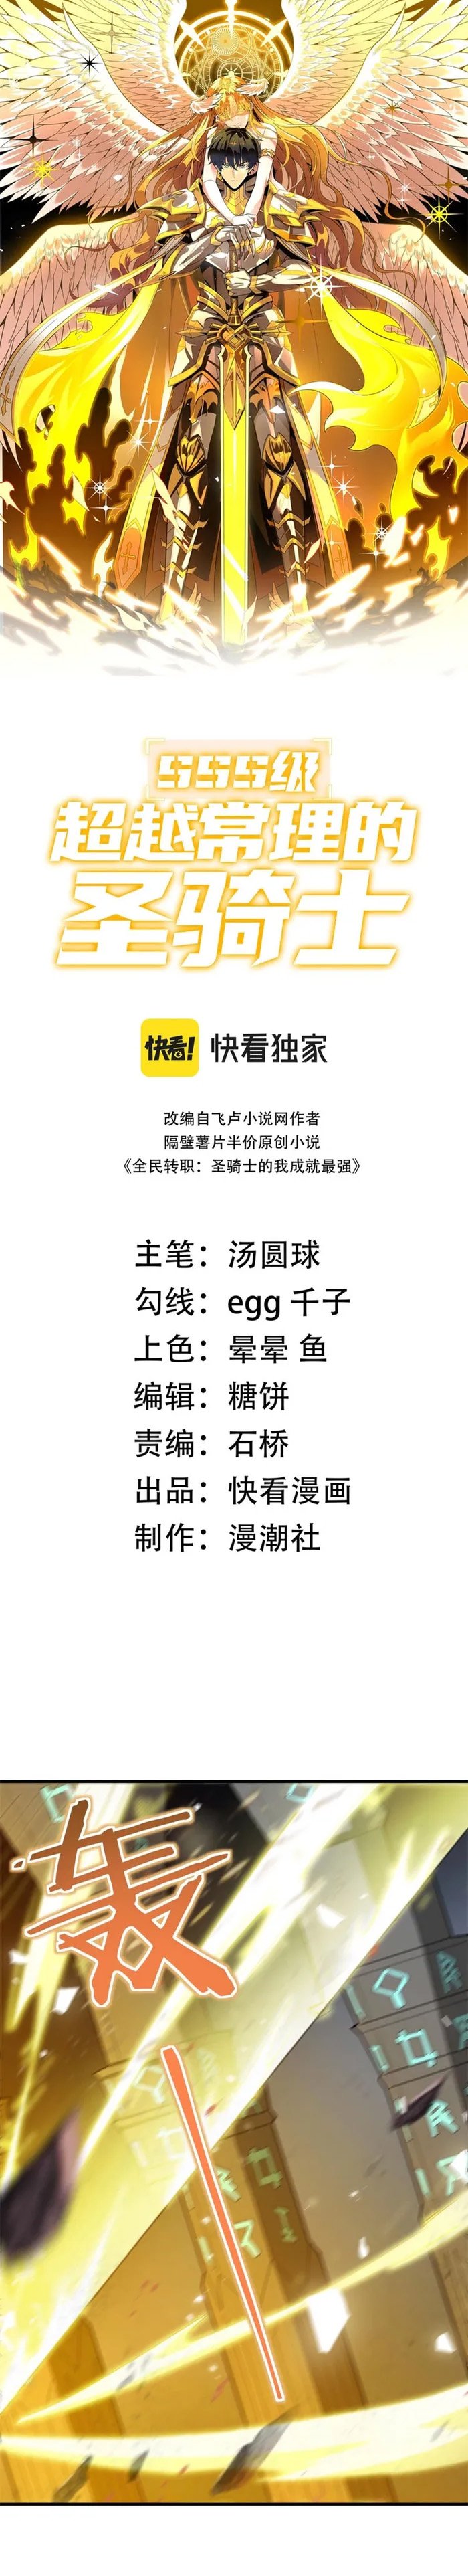 SSS级
超越常理的
圣骑士
快看! 快看独家
改编自飞卢小说网作者
隔壁薯片半价原创小说
《全民转职：圣骑士的我成就最强》
主笔：汤圆球
勾线：egg 千子
上色：晕晕 鱼
编辑：糖饼
责编：石桥
出品：快看漫画
制作：漫潮社
轰